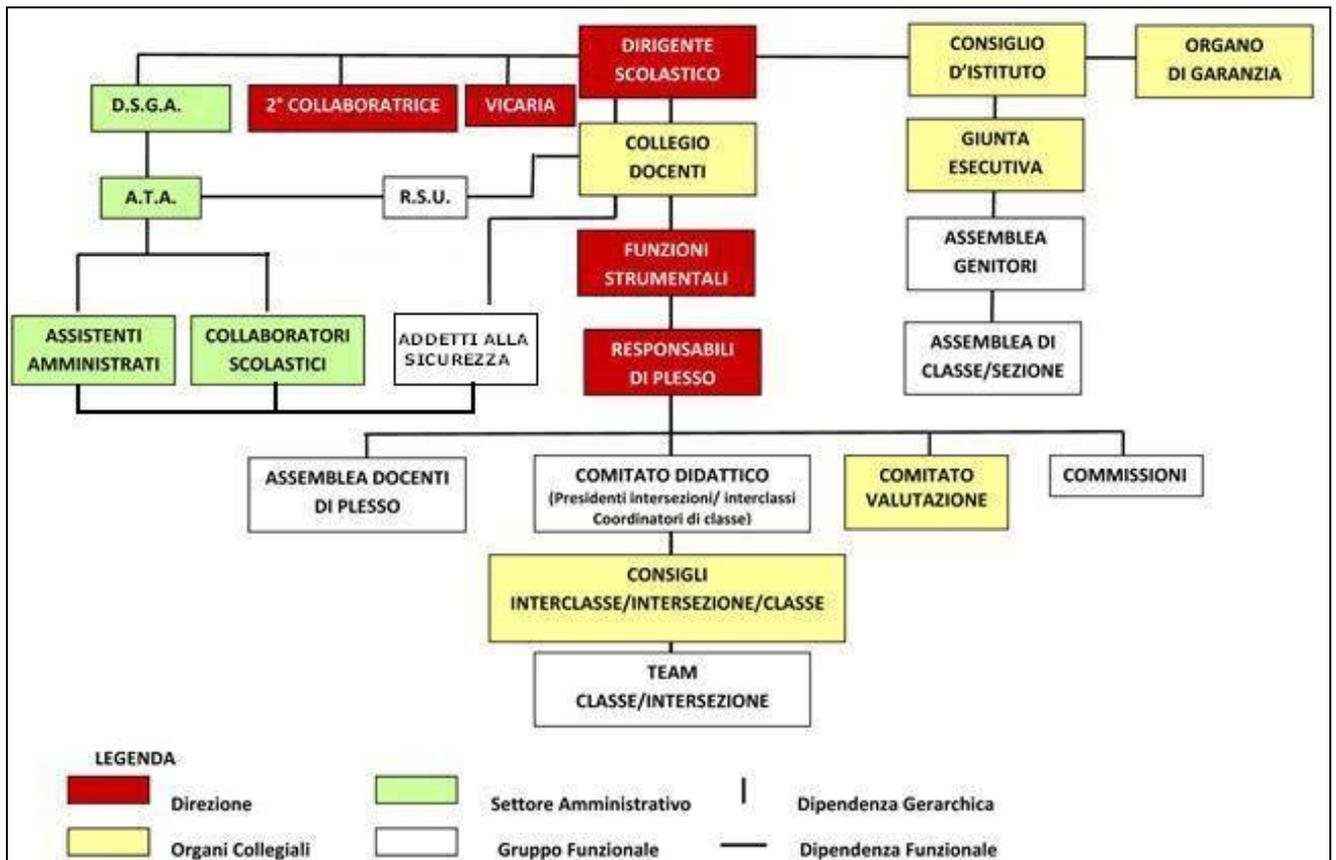 DIRIGENTE
SCOLASTICO
CONSIGLIO
D'ISTITUTO
ORGANO
DI GARANZIA
D.S.G.A.
2° COLLABORATRICE
VICARIA
COLLEGIO
DOCENTI
GIUNTA
ESECUTIVA
A.T.A.
R.S.U.
FUNZIONI
STRUMENTALI
ASSEMBLEA
GENITORI
ASSISTENTI
AMMINISTRATI
COLLABORATORI
SCOLASTICI
ADDETTI ALLA
SICUREZZA
RESPONSABILI
DI PLESSO
ASSEMBLEA DI
CLASSE/SEZIONE
ASSEMBLEA DOCENTI
DI PLESSO
COMITATO DIDATTICO
(Presidenti intersezioni/ interclassi
Coordinatori di classe)
COMITATO
VALUTAZIONE
COMMISSIONI
CONSIGLI
INTERCLASSE/INTERSEZIONE/CLASSE
TEAM
CLASSE/INTERSEZIONE
LEGENDA
Direzione
Settore Amministrativo
Dipendenza Gerarchica
Organi Collegiali
Gruppo Funzionale
Dipendenza Funzionale